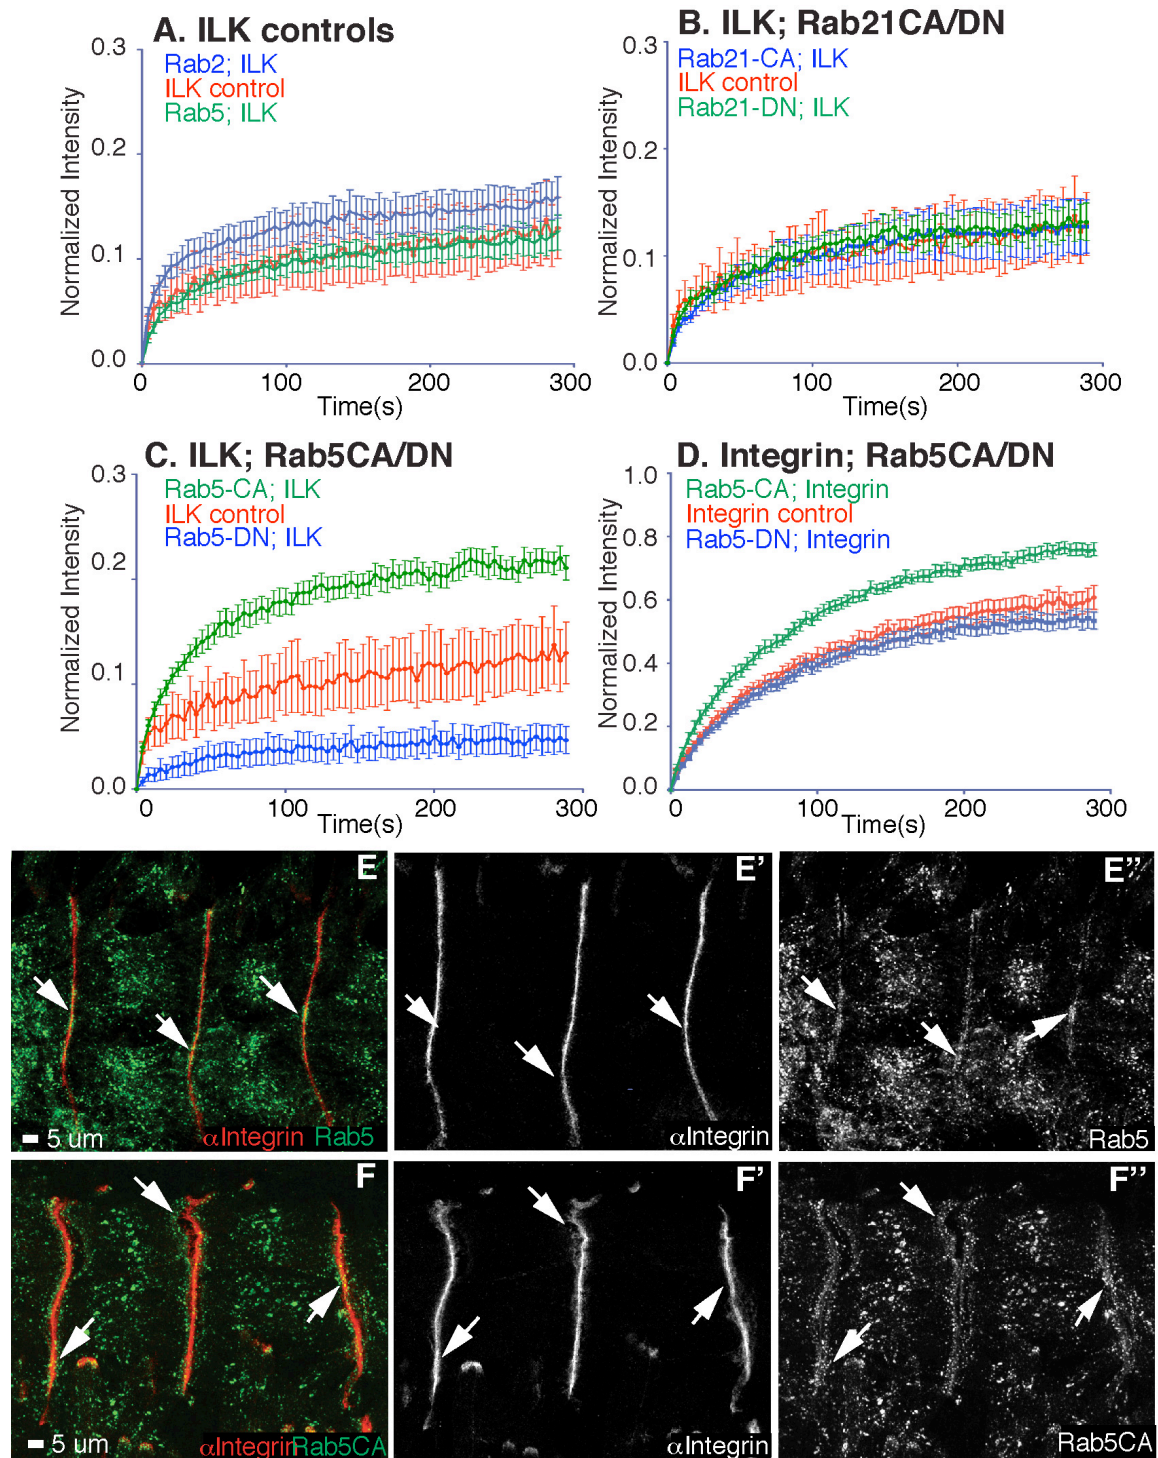 A. ILK controls
Rab2; ILK
ILK control
Rab5; ILK
Normalized Intensity
0.3
0.2
0.1
0.0
0
100
200
300
Time(s)
B. ILK; Rab21CA/DN
Rab21-CA; ILK
ILK control
Rab21-DN; ILK
Normalized Intensity
0.3
0.2
0.1
0.0
0
100
200
300
Time(s)
C. ILK; Rab5CA/DN
Rab5-CA; ILK
ILK control
Rab5-DN; ILK
Normalized Intensity
0.3
0.2
0.1
0.0
0
100
200
300
Time(s)
D. Integrin; Rab5CA/DN
Rab5-CA; Integrin
Integrin control
Rab5-DN; Integrin
Normalized Intensity
1.0
0.8
0.6
0.4
0.2
0.0
0
100
200
300
Time(s)
E
5 um
αIntegrin Rab5
E'
αIntegrin
E''
Rab5
F
5 um
αIntegrin Rab5CA
F'
αIntegrin
F''
Rab5CA